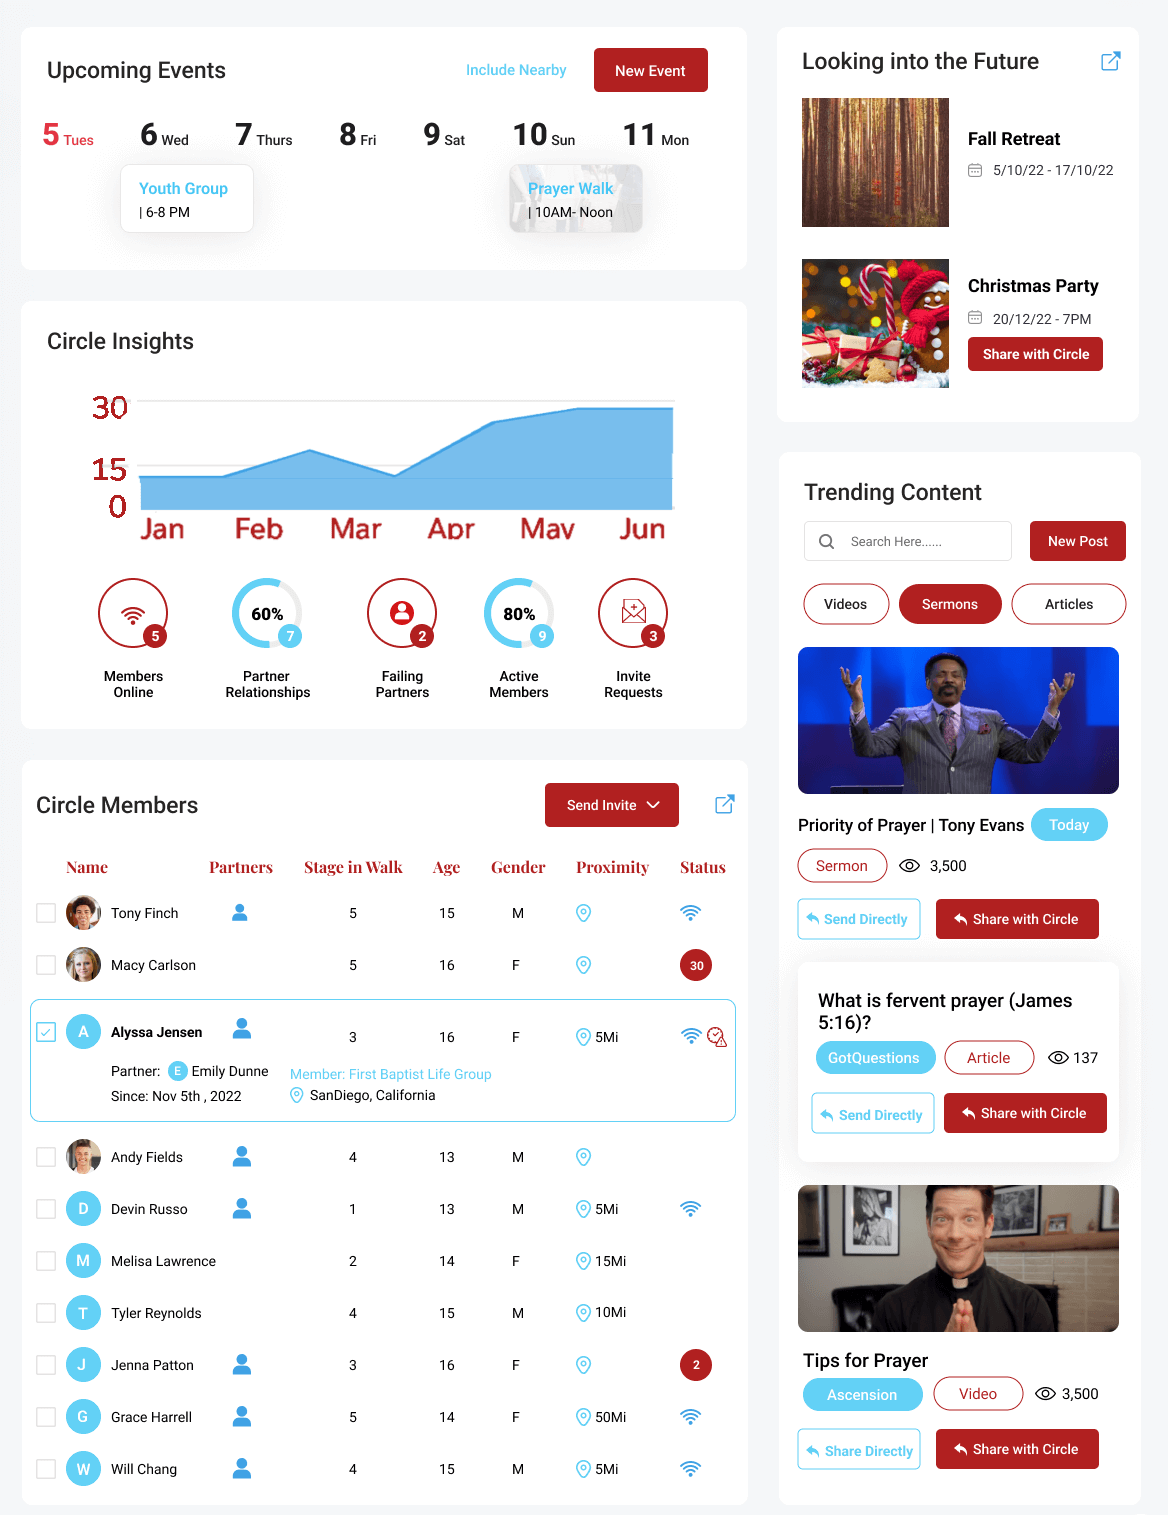 Upcoming Events
Include Nearby
New Event
5 Tues
6 Wed
7 Thurs
8 Fri
9 Sat
10 Sun
11 Mon
Youth Group
| 6-8 PM
Prayer Walk
| 10AM- Noon
Circle Insights
30
15
0
Jan Feb Mar Apr May Jun
5
60%
7
2
80%
9
3
Members
Online
Partner
Relationships
Failing
Partners
Active
Members
Invite
Requests
Circle Members
Send Invite
Name Partners Stage in Walk Age Gender Proximity Status
Tony Finch 5 15 M
Macy Carlson 5 16 F 30
A Alyssa Jensen 3 16 F 5Mi
Partner: E Emily Dunne
Since: Nov 5th , 2022
Member: First Baptist Life Group
SanDiego, California
Andy Fields 4 13 M
D Devin Russo 1 13 M 5Mi
M Melisa Lawrence 2 14 F 15Mi
T Tyler Reynolds 4 15 M 10Mi
J Jenna Patton 3 16 F 2
G Grace Harrell 5 14 F 50Mi
W Will Chang 4 15 M 5Mi
Looking into the Future
Fall Retreat
5/10/22 - 17/10/22
Christmas Party
20/12/22 - 7PM
Share with Circle
Trending Content
Search Here......
New Post
Videos
Sermons
Articles
Priority of Prayer | Tony Evans
Today
Sermon
3,500
Send Directly
Share with Circle
What is fervent prayer (James
5:16)?
GotQuestions
Article
137
Send Directly
Share with Circle
Tips for Prayer
Ascension
Video
3,500
Share Directly
Share with Circle